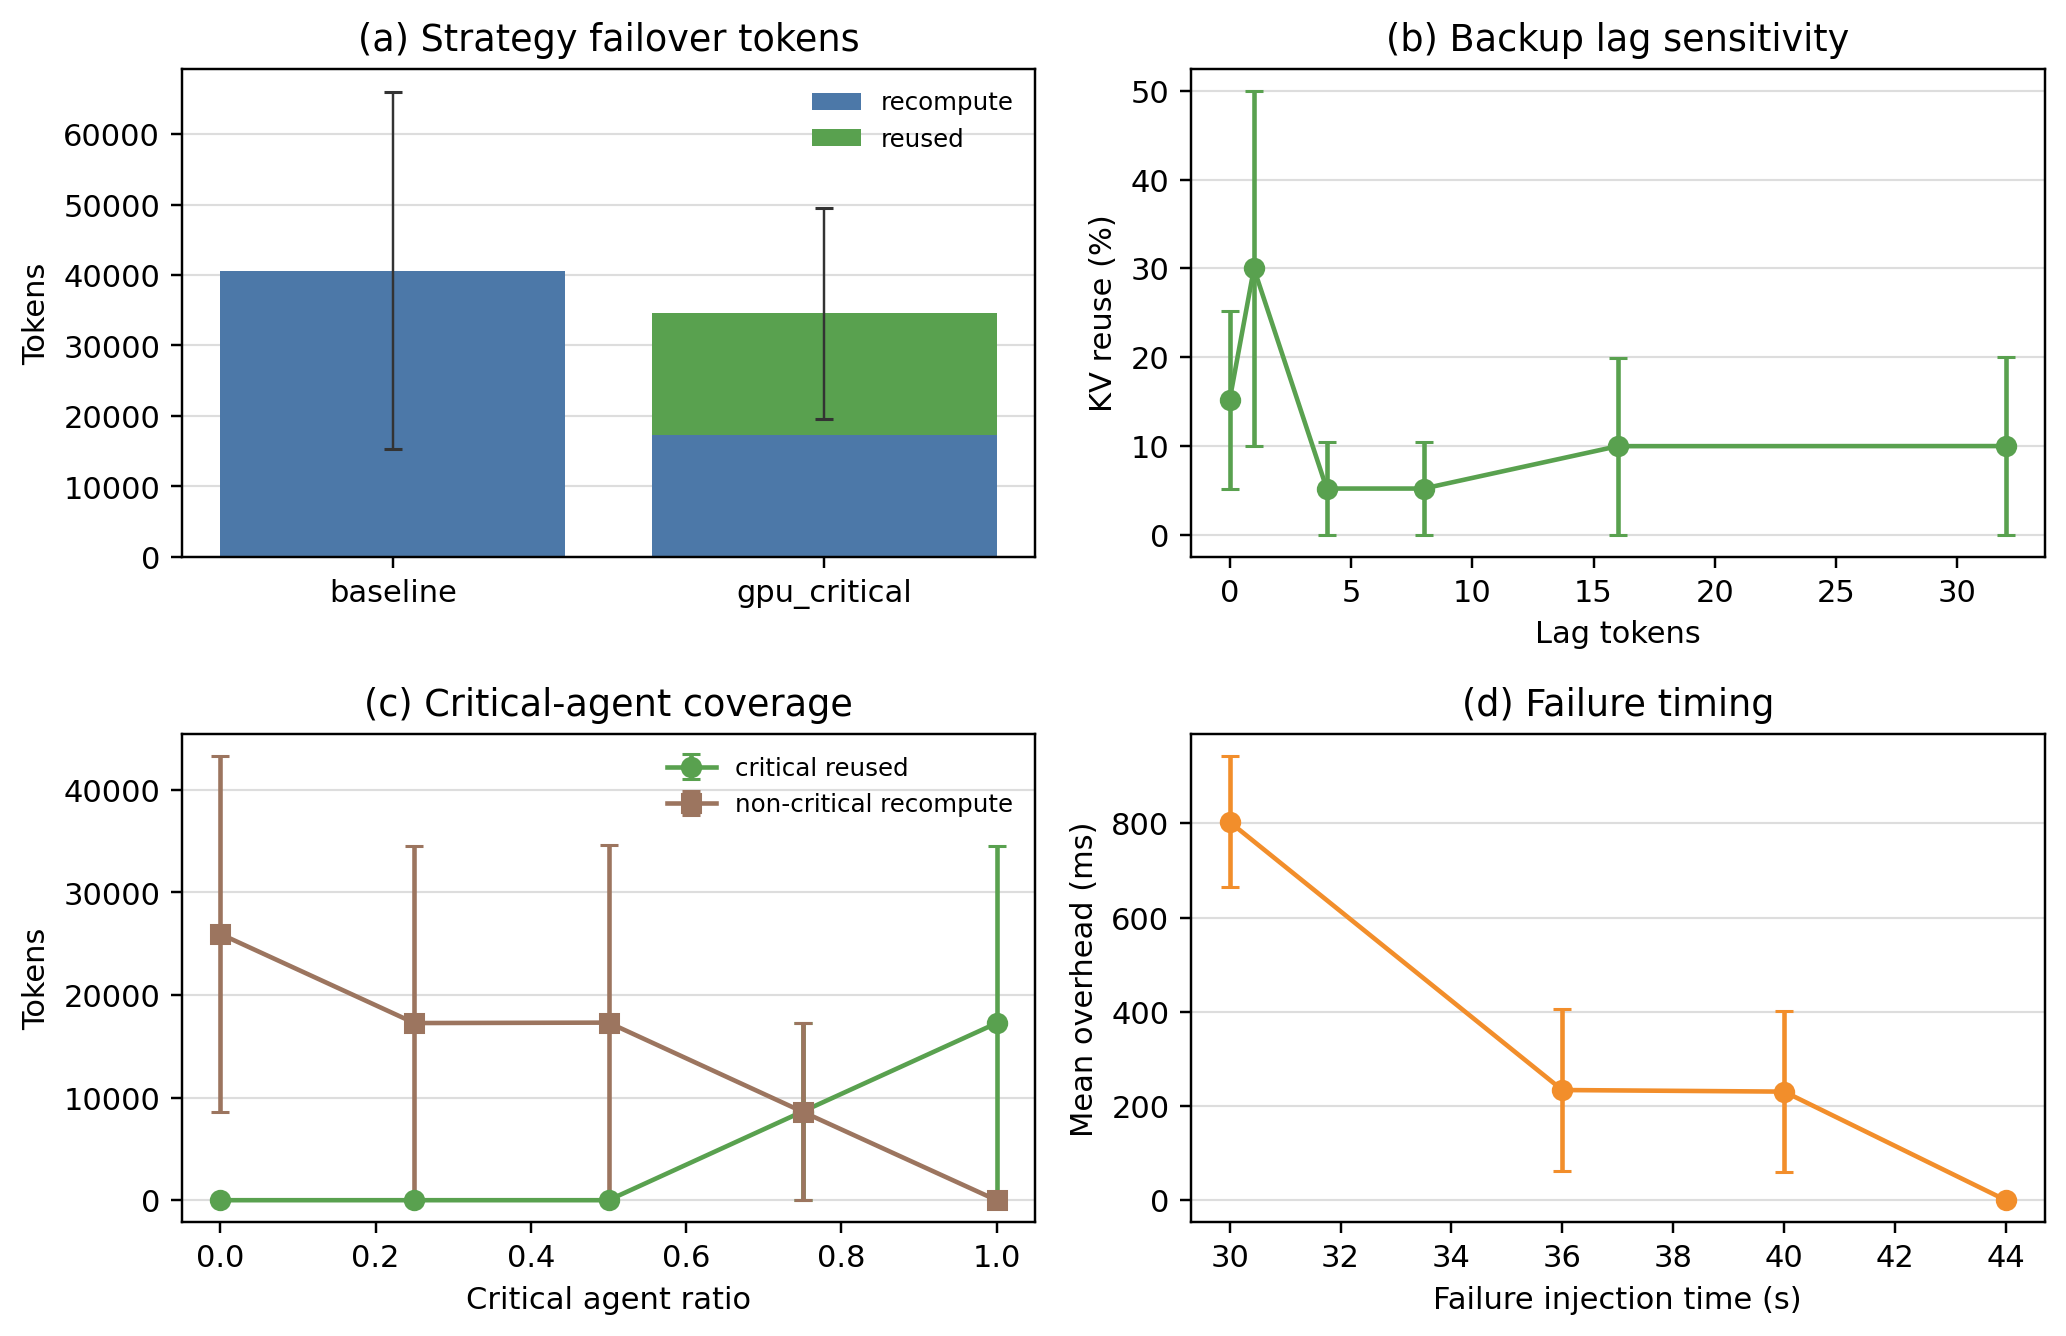 (a) Strategy failover tokens
recompute
reused
Tokens
60000
50000
40000
30000
20000
10000
0
baseline
gpu_critical
(b) Backup lag sensitivity
KV reuse (%)
50
40
30
20
10
0
0 5 10 15 20 25 30
Lag tokens
(c) Critical-agent coverage
critical reused
non-critical recompute
Tokens
40000
30000
20000
10000
0
0.0 0.2 0.4 0.6 0.8 1.0
Critical agent ratio
(d) Failure timing
Mean overhead (ms)
800
600
400
200
0
30 32 34 36 38 40 42 44
Failure injection time (s)